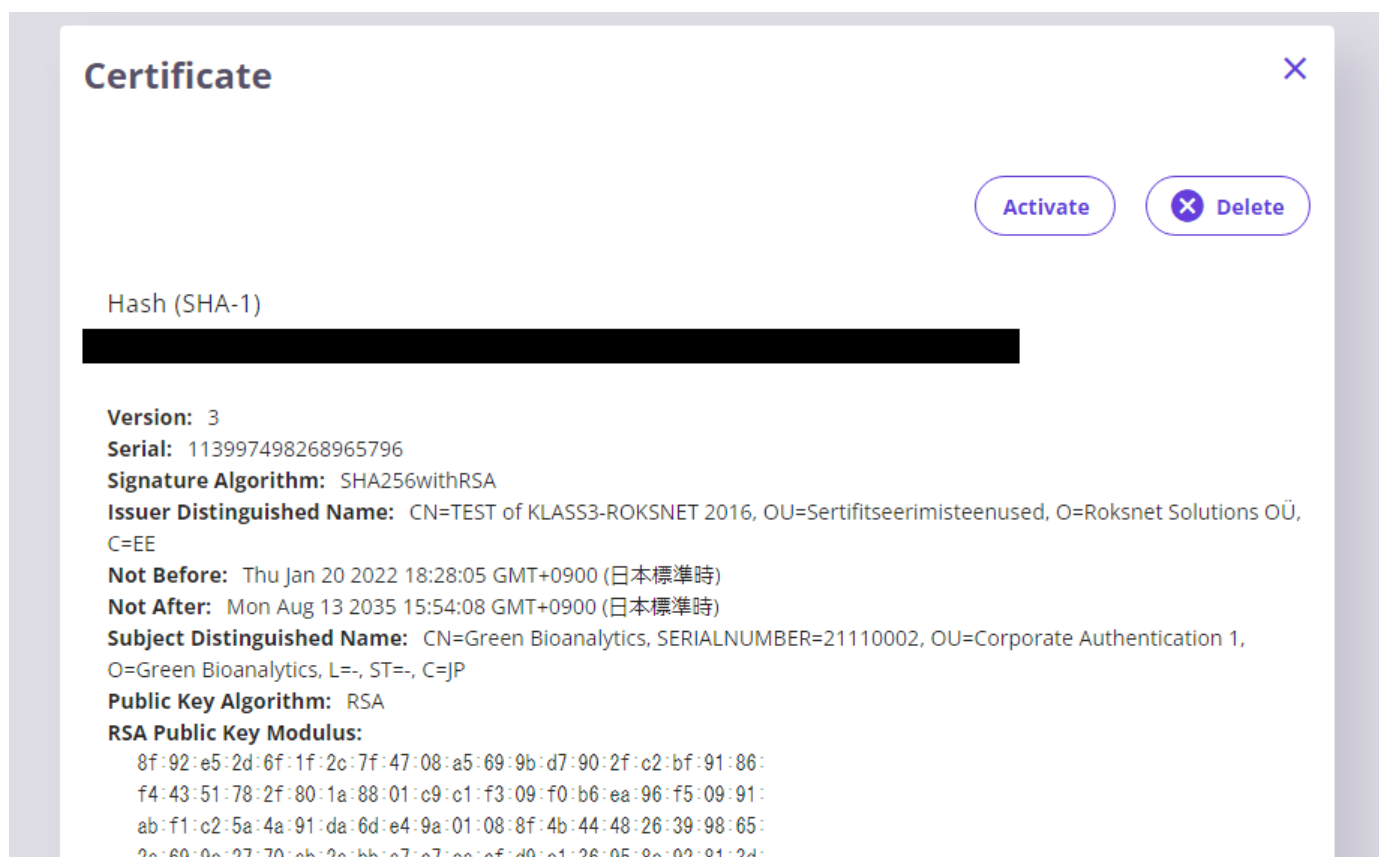 Certificate
Activate
Delete
Hash (SHA-1)
Version: 3
Serial: 113997498268965796
Signature Algorithm: SHA256withRSA
Issuer Distinguished Name: CN=TEST of KLASS3-ROKSNET 2016, OU=Sertifitseerimisteenused, O=Roksnet Solutions OÜ,
C=EE
Not Before: Thu Jan 20 2022 18:28:05 GMT+0900 (日本標準時)
Not After: Mon Aug 13 2035 15:54:08 GMT+0900 (日本標準時)
Subject Distinguished Name: CN=Green Bioanalytics, SERIALNUMBER=21110002, OU=Corporate Authentication 1,
O=Green Bioanalytics, L=-, ST=-, C=JP
Public Key Algorithm: RSA
RSA Public Key Modulus:
8f:92:e5:2d:6f:1f:2c:7f:47:08:a5:69:9b:d7:90:2f:c2:bf:91:86:
f4:43:51:78:2f:80:1a:88:01:c9:c1:f3:09:f0:b6:ea:96:f5:09:91:
ab:f1:c2:5a:4a:91:da:6d:e4:9a:01:08:8f:4b:44:48:26:39:98:65: